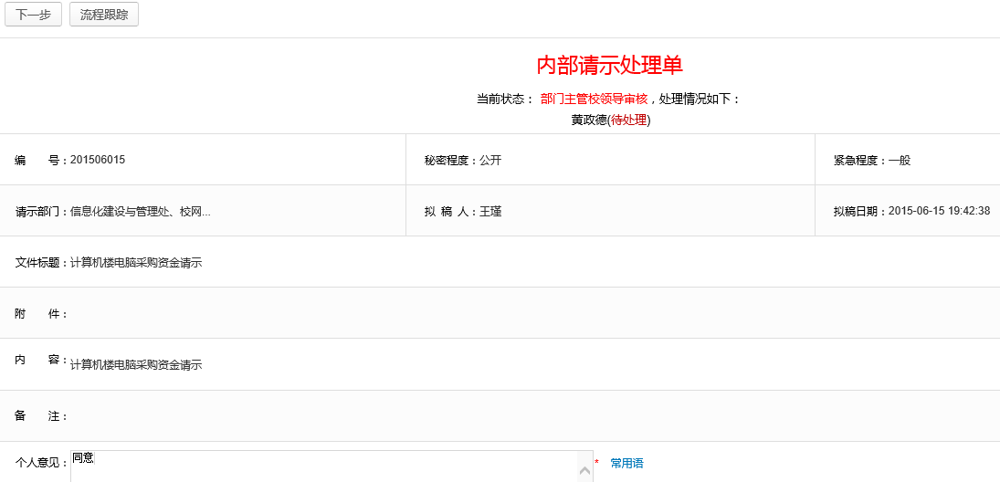 下一步 流程跟踪
内部请示处理单
当前状态： 部门主管校领导审核，处理情况如下：
黄政德(待处理)
编 号：201506015 秘密程度：公开 紧急程度：一般
请示部门：信息化建设与管理处、校网... 拟 稿 人：王瑾 拟稿日期：2015-06-15 19:42:38
文件标题：计算机楼电脑采购资金请示
附 件：
内 容：计算机楼电脑采购资金请示
备 注：
个人意见：同意 * 常用语